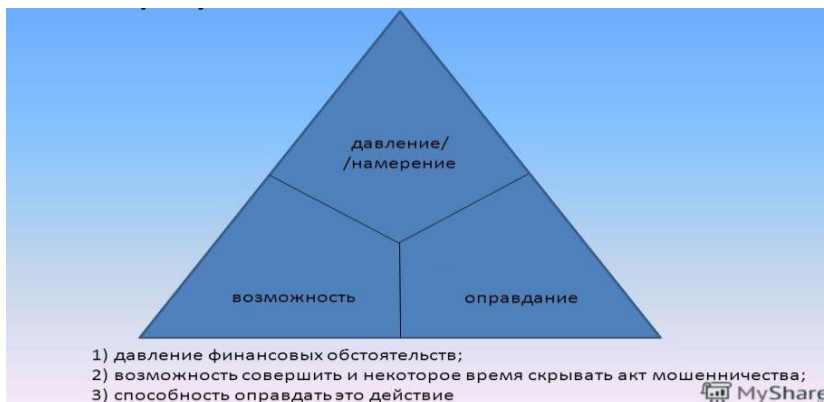 давление/
/намерение
возможность
оправдание
1) давление финансовых обстоятельств;
2) возможность совершить и некоторое время скрывать акт мошенничества;
3) способность оправдать это действие
MyShare